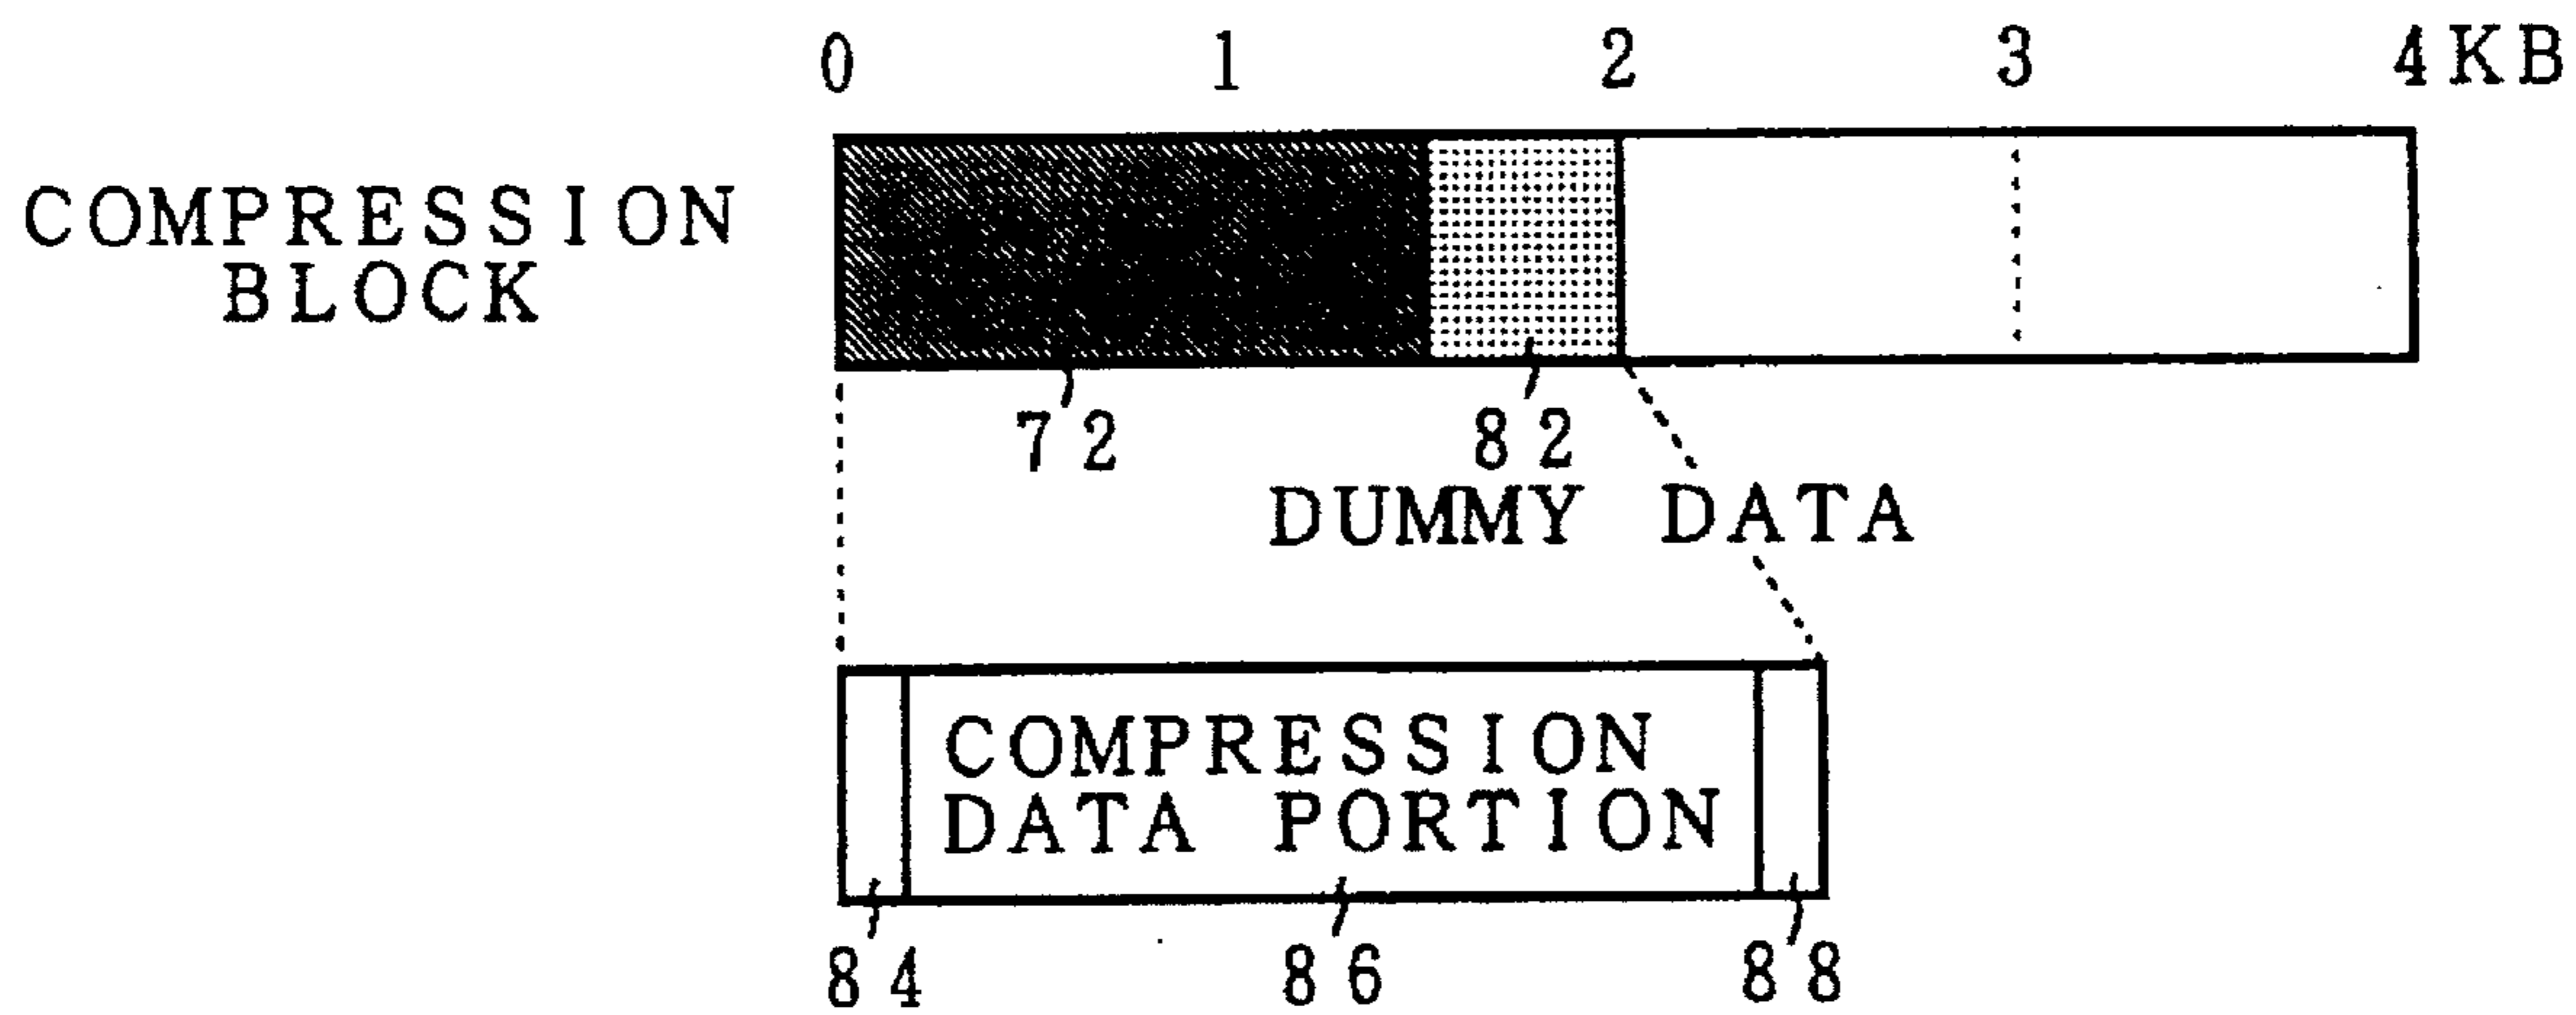 0 1 2 3 4KB
COMPRESSION
BLOCK
72 82
DUMMY DATA
COMPRESSION
DATA PORTION
84 86 88